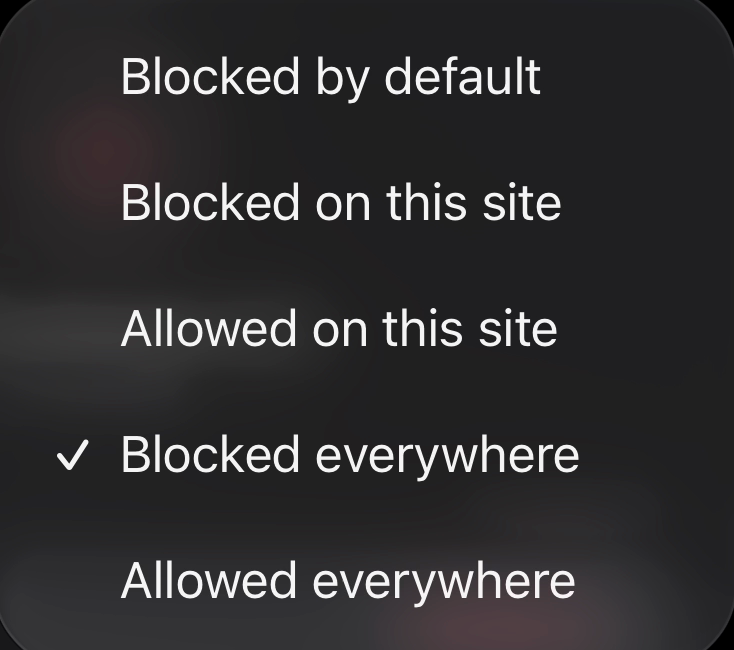 Blocked by default
Blocked on this site
Allowed on this site
Blocked everywhere
Allowed everywhere